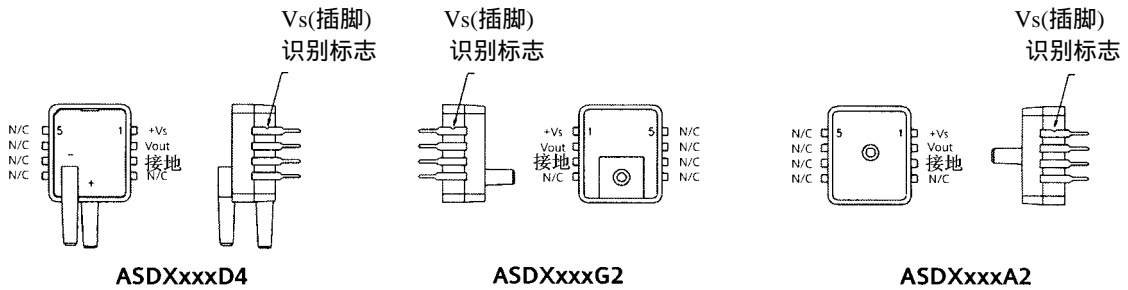 Vs(插脚)
识别标志
Vs(插脚)
识别标志
Vs(插脚)
识别标志
N/C 5 1 +Vs
N/C Vout
N/C - 接地
N/C + N/C
+Vs 1 5 N/C
Vout N/C
接地 N/C
N/C N/C
N/C 5 1 +Vs
N/C Vout
N/C 接地
N/C N/C
ASDXxxxD4
ASDXxxxG2
ASDXxxxA2